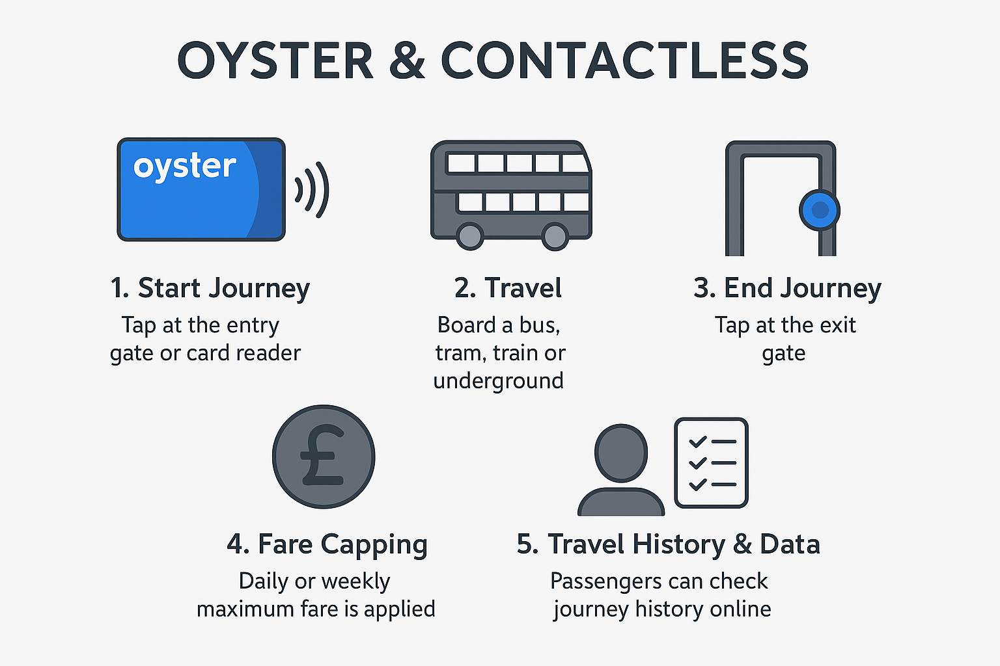 OYSTER & CONTACTLESS
oyster
1. Start Journey
Tap at the entry
gate or card reader
2. Travel
Board a bus,
tram, train or
underground
3. End Journey
Tap at the exit
gate
£
4. Fare Capping
Daily or weekly
maximum fare is applied
5. Travel History & Data
Passengers can check
journey history online